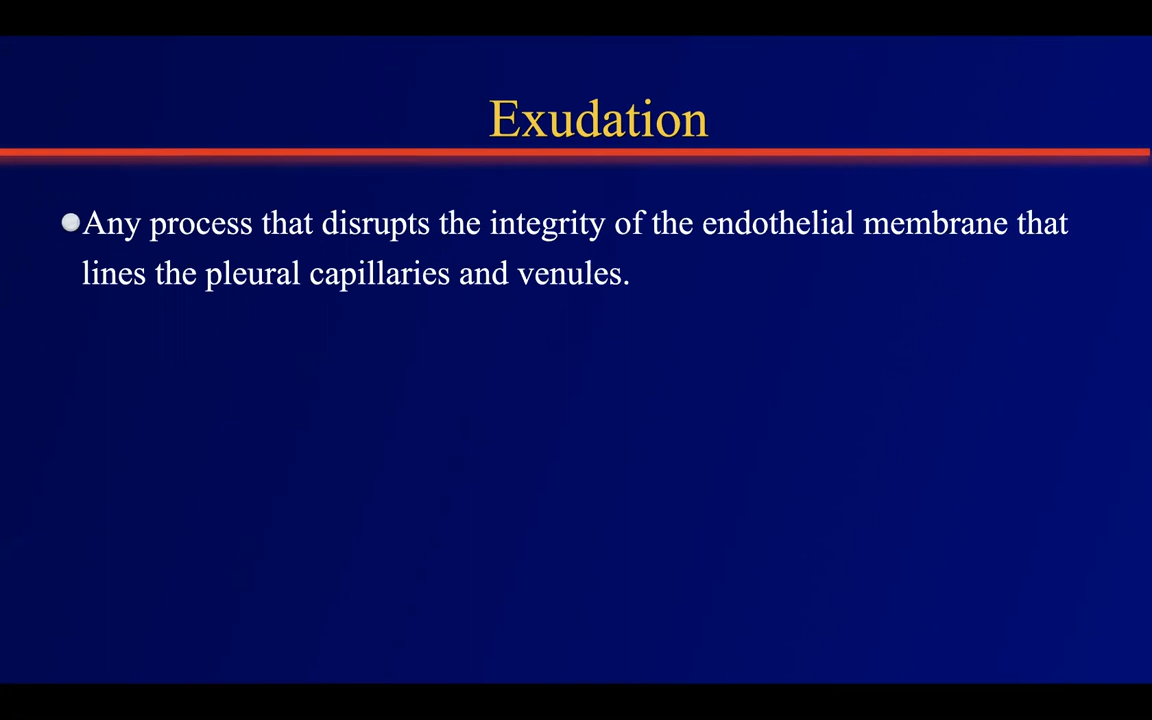 Exudation
Any process that disrupts the integrity of the endothelial membrane that
lines the pleural capillaries and venules.